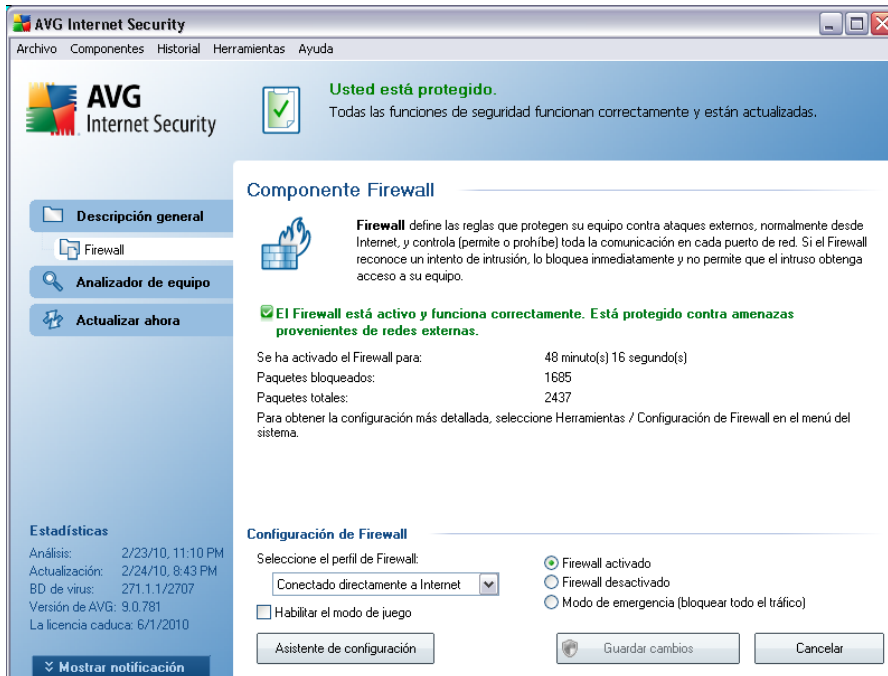 AVG Internet Security
Archivo Componentes Historial Herramientas Ayuda
AVG
Internet Security
Usted está protegido.
Todas las funciones de seguridad funcionan correctamente y están actualizadas.
Descripción general
Firewall
Analizador de equipo
Actualizar ahora
Componente Firewall
Firewall define las reglas que protegen su equipo contra ataques externos, normalmente desde
Internet, y controla (permite o prohíbe) toda la comunicación en cada puerto de red. Si el Firewall
reconoce un intento de intrusión, lo bloquea inmediatamente y no permite que el intruso obtenga
acceso a su equipo.
El Firewall está activo y funciona correctamente. Está protegido contra amenazas
provenientes de redes externas.
Se ha activado el Firewall para: 48 minuto(s) 16 segundo(s)
Paquetes bloqueados: 1685
Paquetes totales: 2437
Para obtener la configuración más detallada, seleccione Herramientas / Configuración de Firewall en el menú del
sistema.
Estadísticas
Análisis: 2/23/10, 11:10 PM
Actualización: 2/24/10, 8:43 PM
BD de virus: 271.1.1/2707
Versión de AVG: 9.0.781
La licencia caduca: 6/1/2010
Mostrar notificación
Configuración de Firewall
Seleccione el perfil de Firewall:
Conectado directamente a Internet
Habilitar el modo de juego
Firewall activado
Firewall desactivado
Modo de emergencia (bloquear todo el tráfico)
Asistente de configuración
Guardar cambios
Cancelar